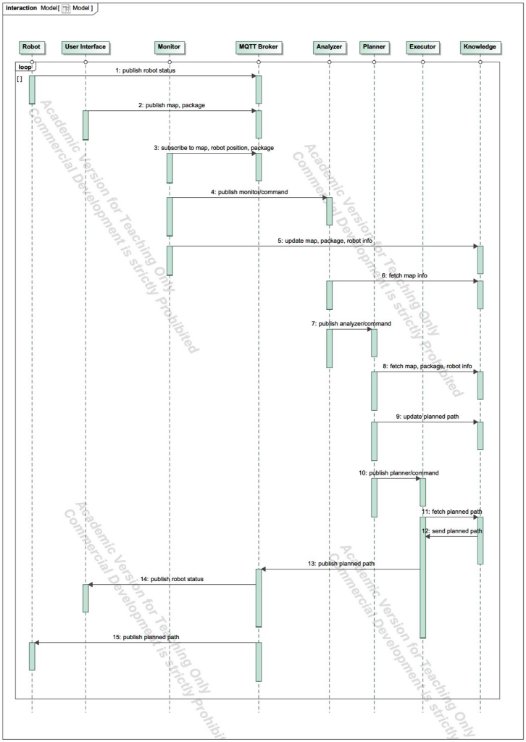 interaction Model[ Model ]
Robot
User Interface
Monitor
MQTT Broker
Analyzer
Planner
Executor
Knowledge
loop
[ ]
1: publish robot status
2: publish map, package
3: subscribe to map, robot position, package
4: publish monitor/command
5: update map, package, robot info
6: fetch map info
7: publish analyzer/command
8: fetch map, package, robot info
9: update planned path
10: publish planner/command
11: fetch planned path
12: send planned path
13: publish planned path
14: publish robot status
15: publish planned path
Academic Version for Teaching Only
Commercial Development is strictly Prohibited
Academic Version for Teaching Only
Commercial Development is strictly Prohibited
Academic Version for Teaching Only
Commercial Development is strictly Prohibited
Academic Version for Teaching Only
Commercial Development is strictly Prohibited